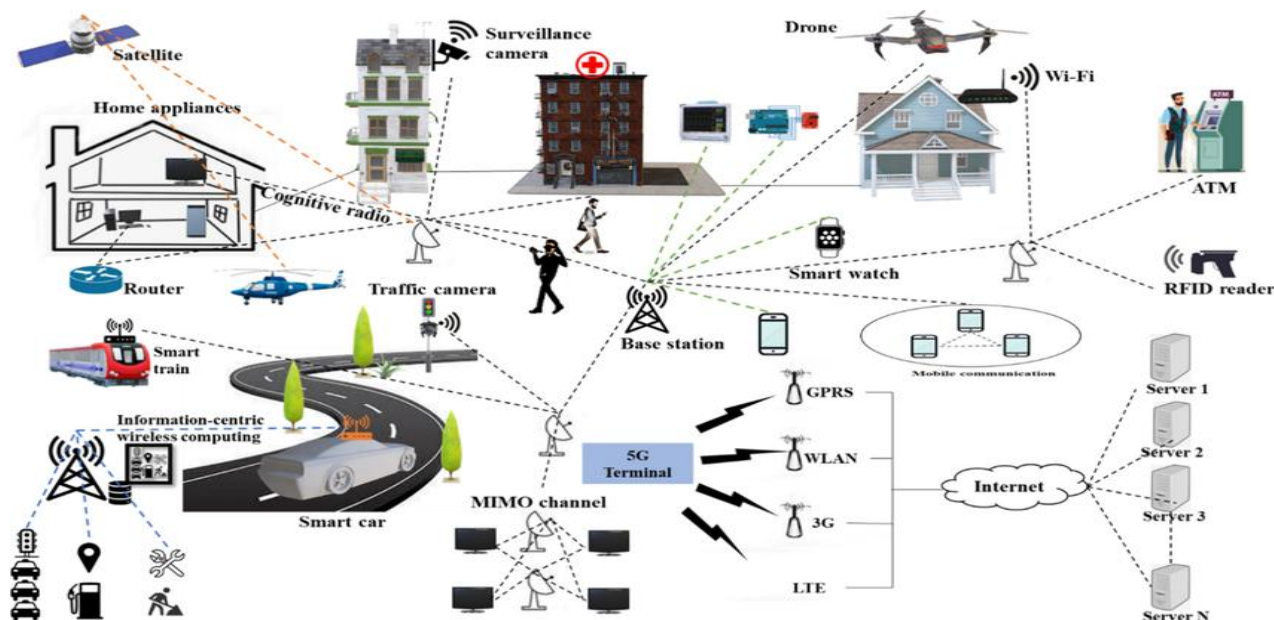 Satellite
Surveillance
camera
Drone
Wi-Fi
Home appliances
ATM
ATM
Cognitive radio
Router
Traffic camera
Smart watch
RFID reader
Base station
Smart
train
Mobile communication
Server 1
Information-centric
wireless computing
GPRS
Server 2
5G
Terminal
WLAN
Internet
Smart car
MIMO channel
3G
Server 3
LTE
Server N